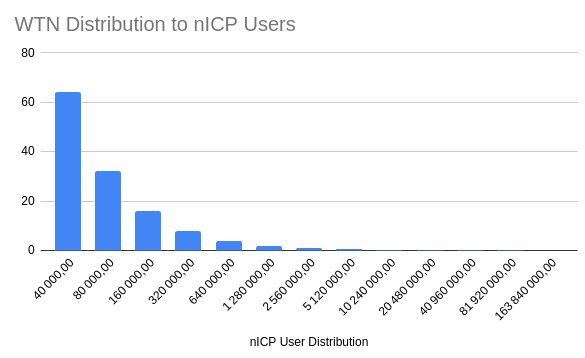 WTN Distribution to nICP Users
80
60
40
20
0
40 000,00
80 000,00
160 000,00
320 000,00
640 000,00
1 280 000,00
2 560 000,00
5 120 000,00
10 240 000,00
20 480 000,00
40 960 000,00
81 920 000,00
163 840 000,00
nICP User Distribution